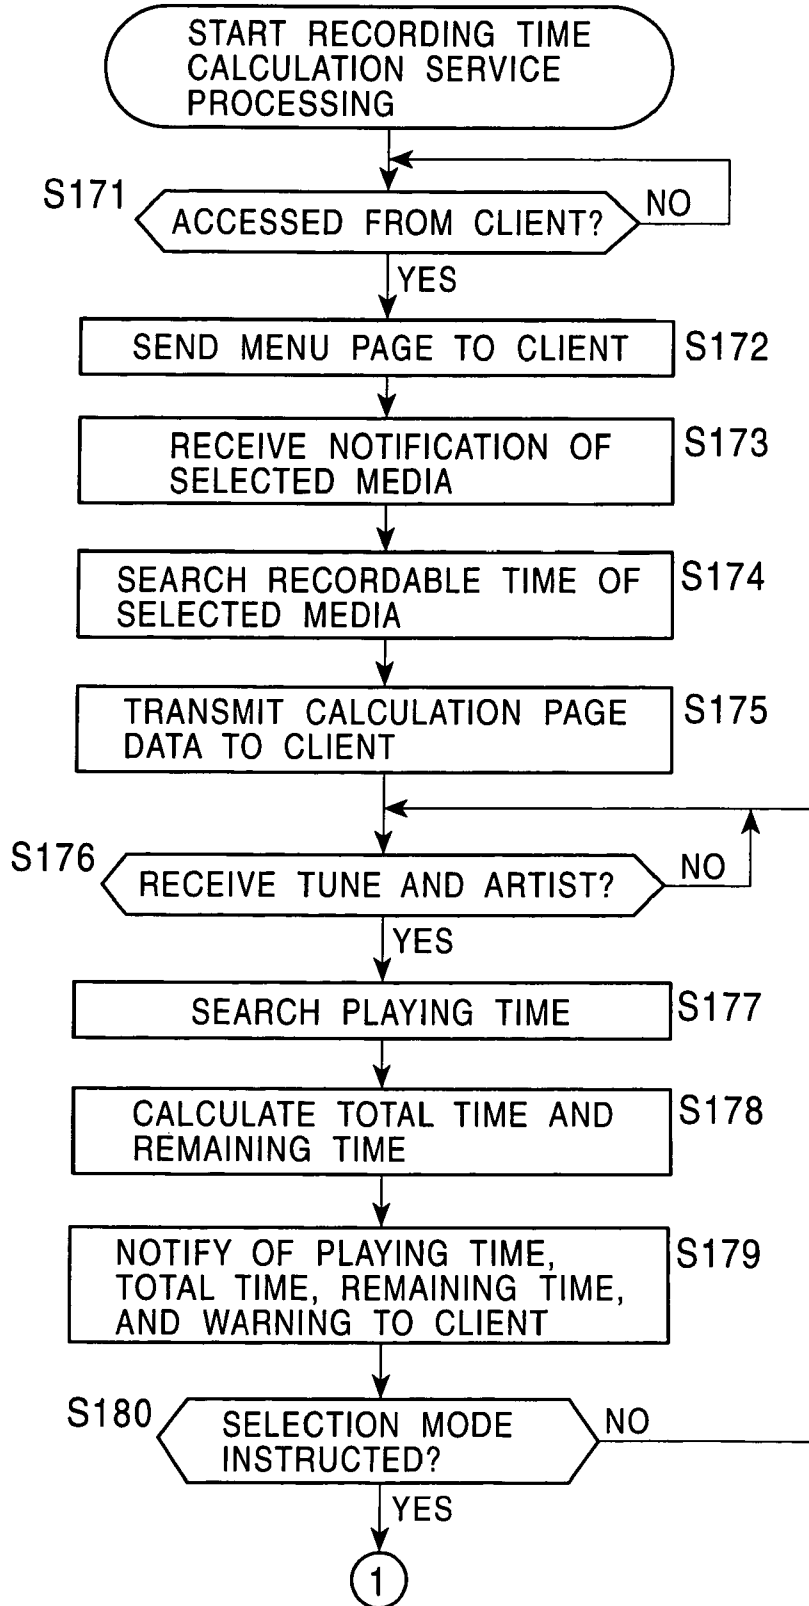 START RECORDING TIME
CALCULATION SERVICE
PROCESSING
S171
ACCESSED FROM CLIENT?
NO
YES
SEND MENU PAGE TO CLIENT
S172
RECEIVE NOTIFICATION OF
SELECTED MEDIA
S173
SEARCH RECORDABLE TIME OF
SELECTED MEDIA
S174
TRANSMIT CALCULATION PAGE
DATA TO CLIENT
S175
S176
RECEIVE TUNE AND ARTIST?
NO
YES
SEARCH PLAYING TIME
S177
CALCULATE TOTAL TIME AND
REMAINING TIME
S178
NOTIFY OF PLAYING TIME,
TOTAL TIME, REMAINING TIME,
AND WARNING TO CLIENT
S179
S180
SELECTION MODE
INSTRUCTED?
NO
YES
1